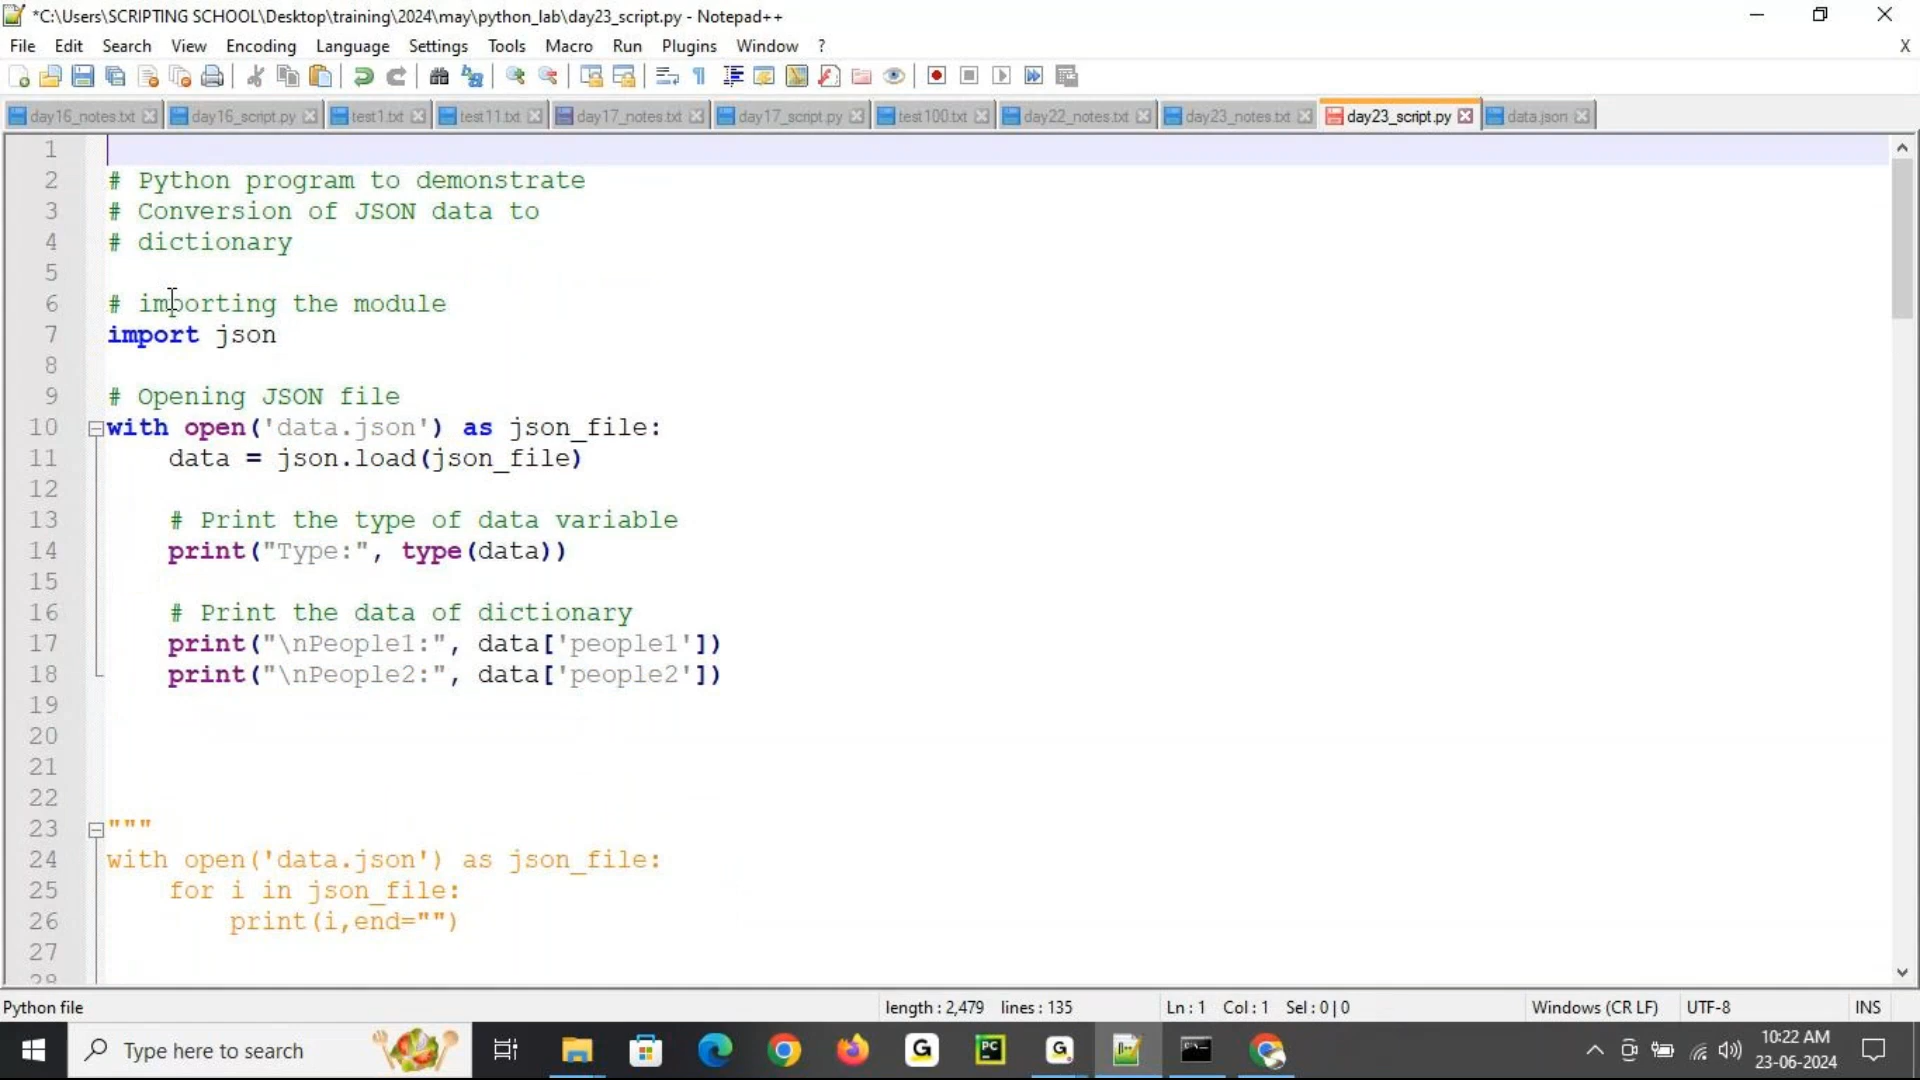 *C:\Users\SCRIPTING SCHOOL\Desktop\training\2024\may\python_lab\day23_script.py - Notepad++
File Edit Search View Encoding Language Settings Tools Macro Run Plugins Window ? X
day16_notes.txt day16_script.py test1.txt test11.txt day17_notes.txt day17_script.py test100.txt day22_notes.txt day23_notes.txt day23_script.py data.json
1
2 # Python program to demonstrate
3 # Conversion of JSON data to
4 # dictionary
5
6 # importing the module
7 import json
8
9 # Opening JSON file
10 with open('data.json') as json_file:
11     data = json.load(json_file)
12
13     # Print the type of data variable
14     print("Type:", type(data))
15
16     # Print the data of dictionary
17     print("\nPeople1:", data['people1'])
18     print("\nPeople2:", data['people2'])
19
20
21
22
23 """
24 with open('data.json') as json_file:
25     for i in json_file:
26         print(i,end="")
27
28
Python file length : 2,479 lines : 135 Ln : 1 Col : 1 Sel : 0 | 0 Windows (CR LF) UTF-8 INS
Type here to search
10:22 AM
23-06-2024